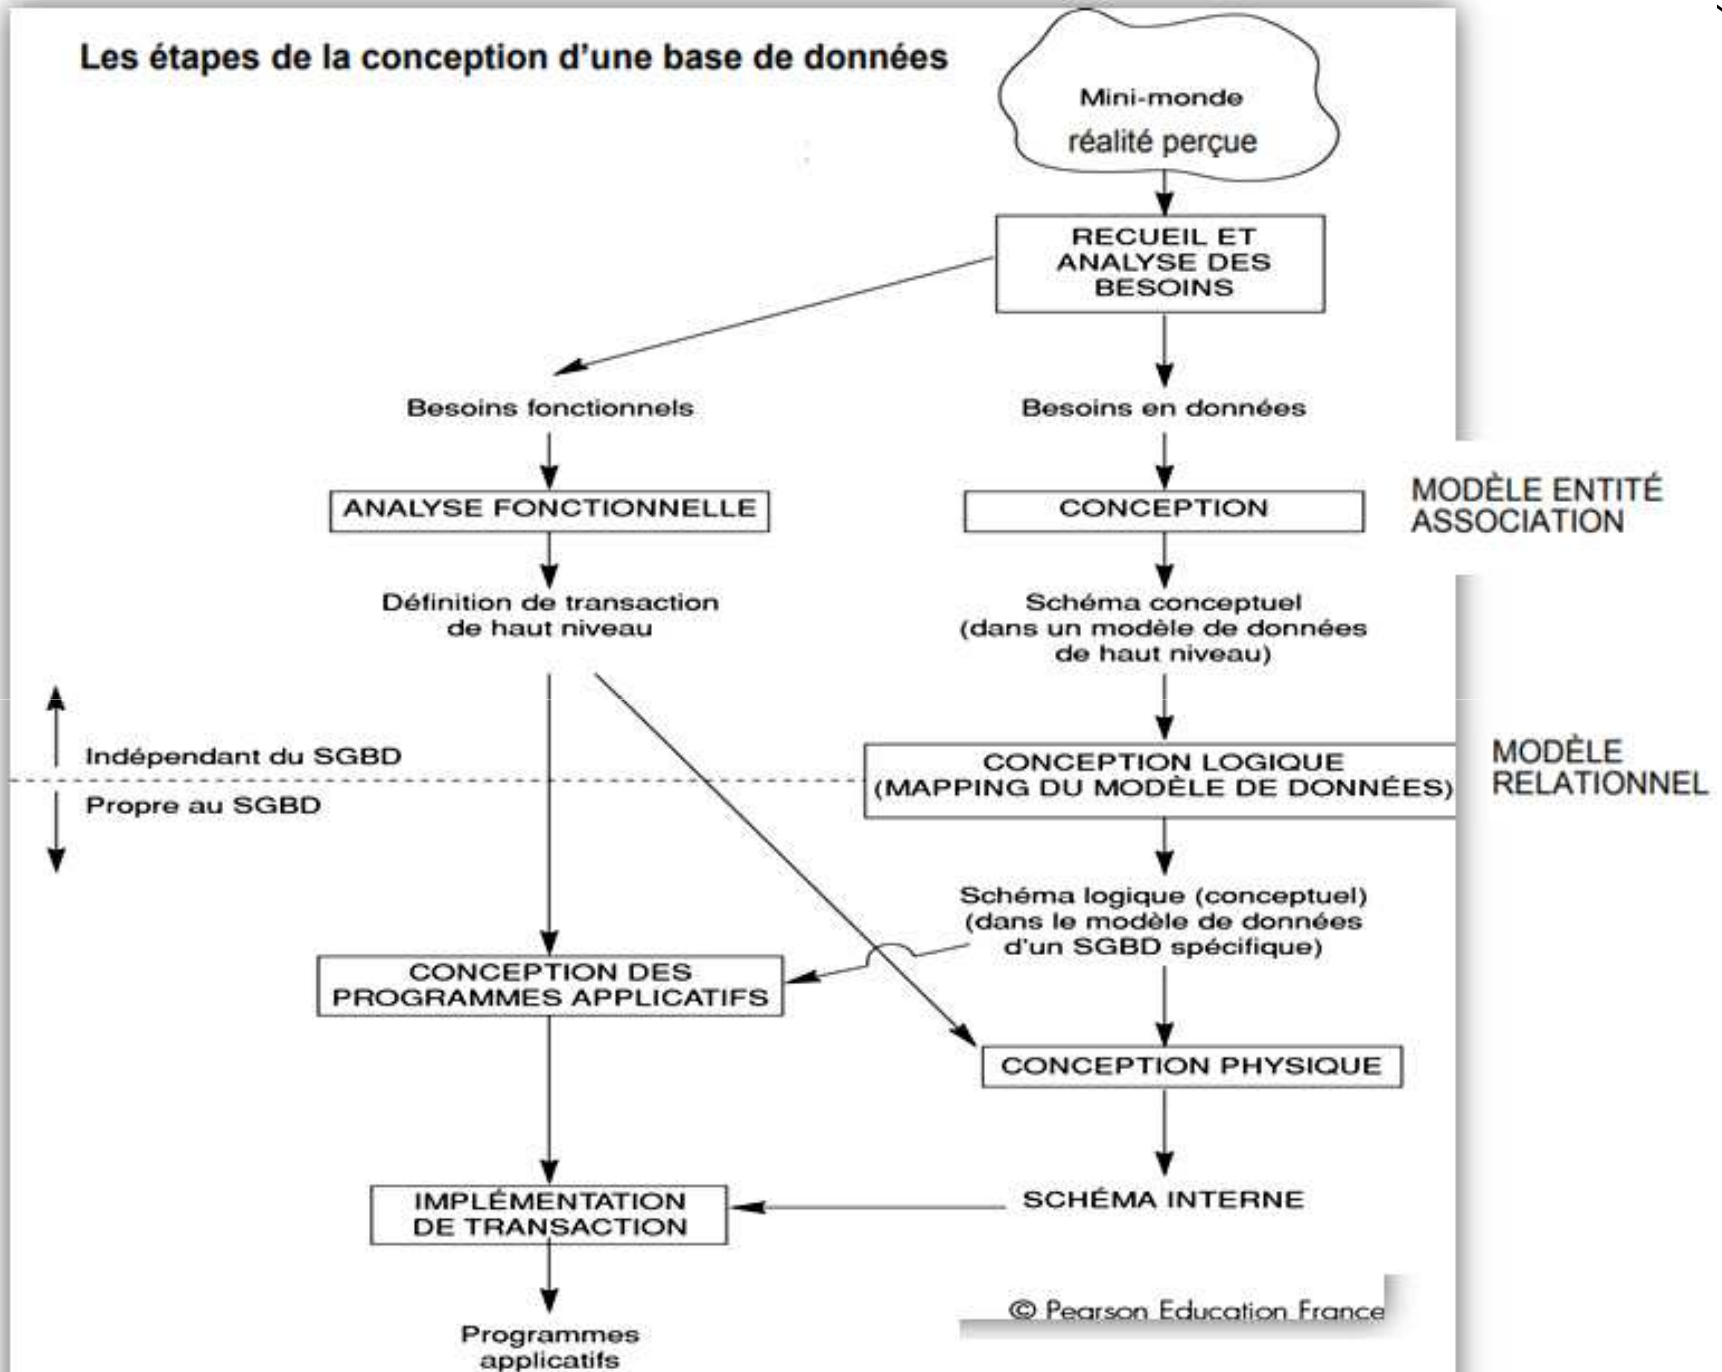 Les étapes de la conception d'une base de données
Mini-monde
réalité perçue
RECUEIL ET
ANALYSE DES
BESOINS
Besoins fonctionnels
Besoins en données
ANALYSE FONCTIONNELLE
CONCEPTION
MODÈLE ENTITÉ
ASSOCIATION
Définition de transaction
de haut niveau
Schéma conceptuel
(dans un modèle de données
de haut niveau)
Indépendant du SGBD
Propre au SGBD
CONCEPTION LOGIQUE
(MAPPING DU MODÈLE DE DONNÉES)
MODÈLE
RELATIONNEL
Schéma logique (conceptuel)
(dans le modèle de données
d'un SGBD spécifique)
CONCEPTION DES
PROGRAMMES APPLICATIFS
CONCEPTION PHYSIQUE
IMPLÉMENTATION
DE TRANSACTION
SCHÉMA INTERNE
© Pearson Education France
Programmes
applicatifs